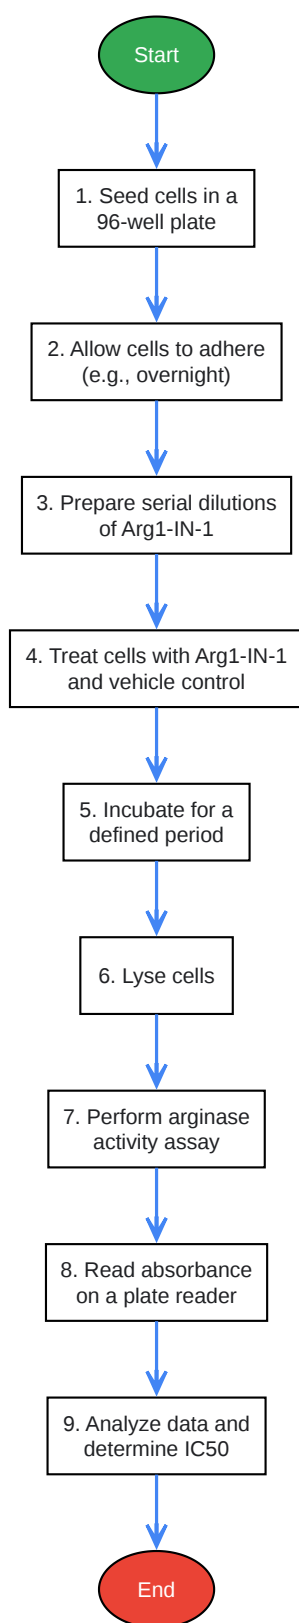 Start
1. Seed cells in a
96-well plate
2. Allow cells to adhere
(e.g., overnight)
3. Prepare serial dilutions
of Arg1-IN-1
4. Treat cells with Arg1-IN-1
and vehicle control
5. Incubate for a
defined period
6. Lyse cells
7. Perform arginase
activity assay
8. Read absorbance
on a plate reader
9. Analyze data and
determine IC50
End